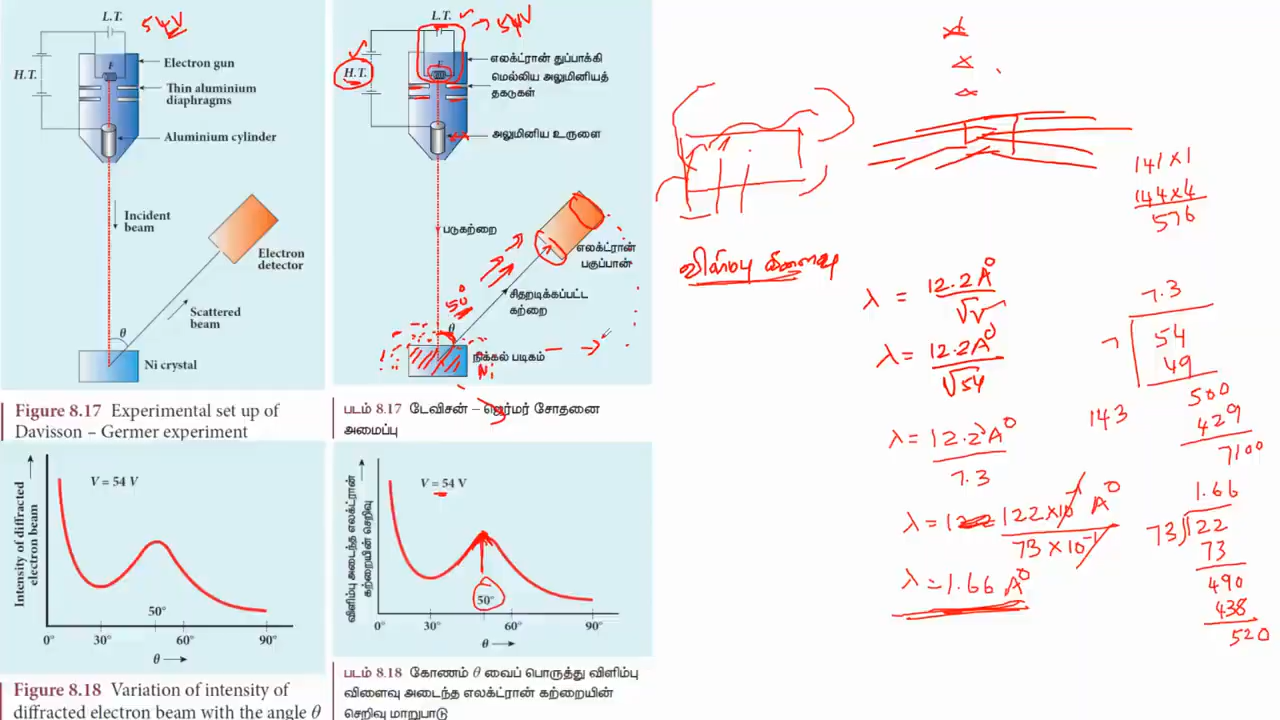 L.T.
54V
H.T.
F
Electron gun
Thin aluminium
diaphragms
Aluminium cylinder
Incident
beam
Electron
detector
Scattered
beam
θ
Ni crystal
Figure 8.17 Experimental set up of
Davisson – Germer experiment
Intensity of diffracted
electron beam
V = 54 V
50°
0° 30° 60° 90°
θ
Figure 8.18 Variation of intensity of
diffracted electron beam with the angle θ
L.T.
54V
H.T.
F
எலக்ட்ரான் துப்பாக்கி
மெல்லிய அலுமினியத்
தகடுகள்
அலுமினிய உருளை
படுகற்றை
எலக்ட்ரான்
பகுப்பான்
சிதறடிக்கப்பட்ட
கற்றை
50°
θ
நிக்கல் படிகம்
Ni
படம் 8.17 டேவிசன் – ஜெர்மர் சோதனை
அமைப்பு
விளிம்பு அடைந்த எலக்ட்ரான்
கற்றையின் செறிவு
V = 54 V
50°
0° 30° 60° 90°
θ
படம் 8.18 கோணம் θ வைப் பொருத்து விளிம்பு
விளைவு அடைந்த எலக்ட்ரான் கற்றையின்
செறிவு மாறுபாடு
விளிம்பு விளைவு
λ = 12.2A⁰ / √V
λ = 12.2A⁰ / √54
λ = 12.2A⁰ / 7.3
λ = 122×10⁻¹ A⁰ / 73×10⁻¹
λ = 1.66 A⁰
141×1
144×4
576
7.3
7 54
49
500
143 429
7100
1.66
73 122
73
490
438
520